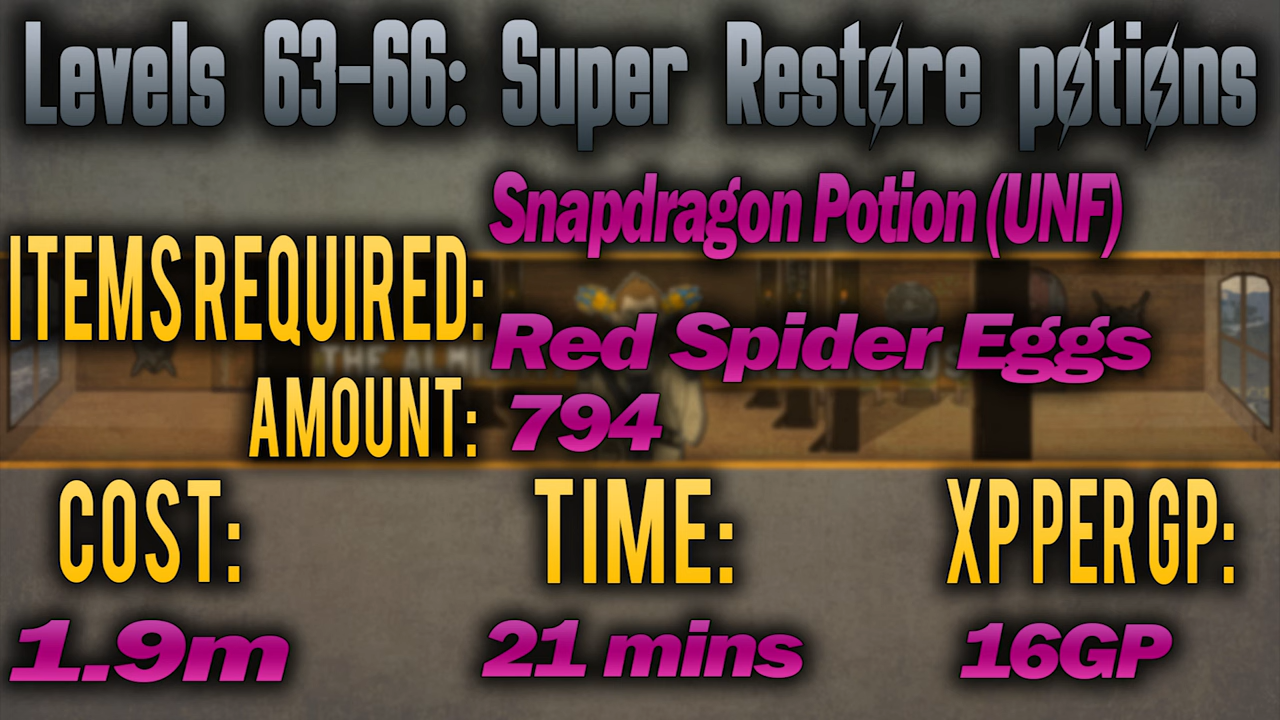 Levels 63-66: Super Restore potions
Snapdragon Potion (UNF)
ITEMS REQUIRED:
Red Spider Eggs
AMOUNT: 794
COST: TIME: XP PER GP:
1.9m 21 mins 16GP